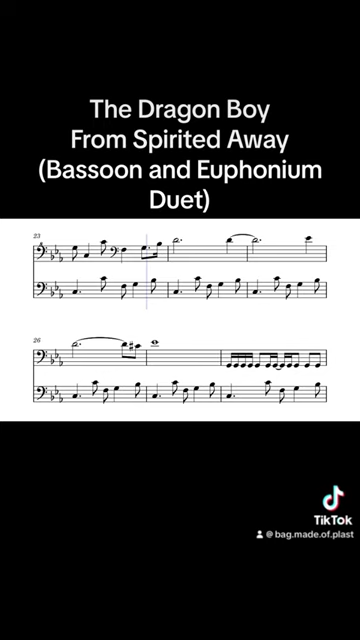 The Dragon Boy
From Spirited Away
(Bassoon and Euphonium
Duet)
23
26
TikTok
@ bag.made.of.plast